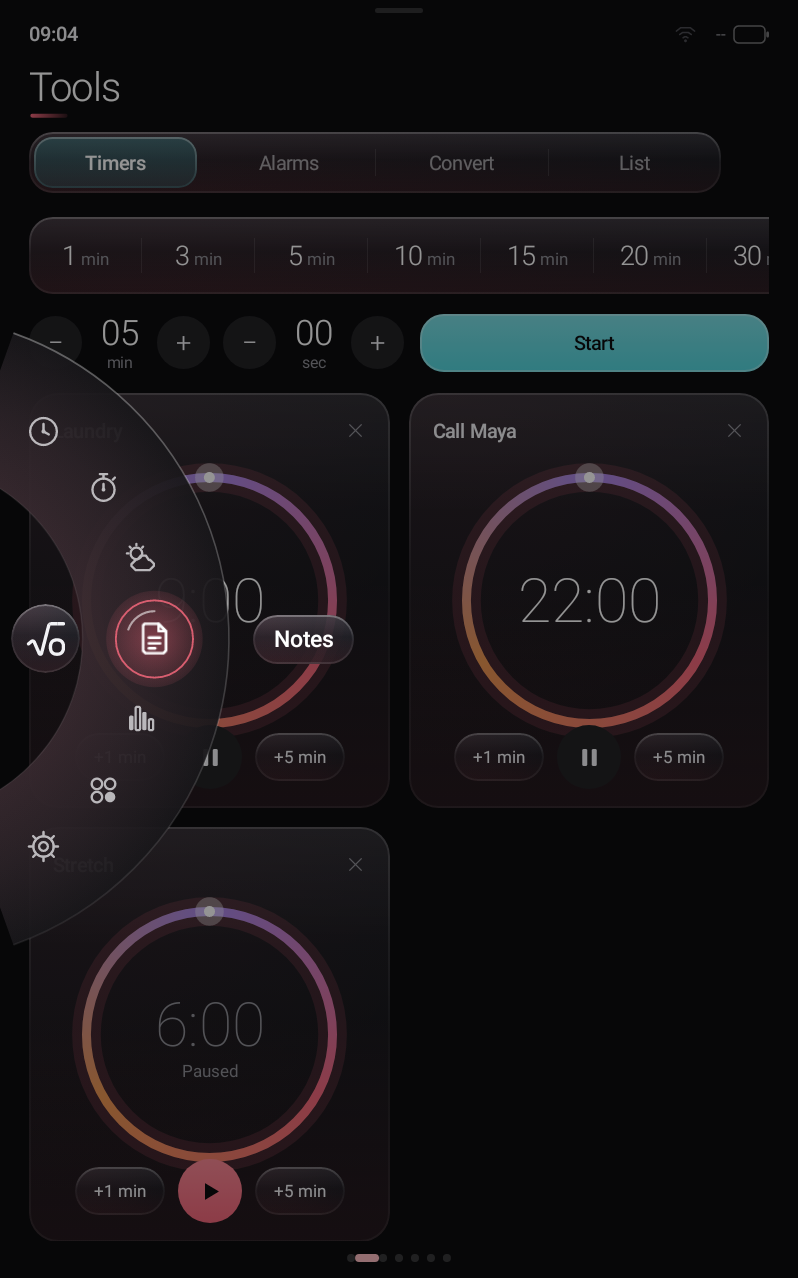 09:04
--
Tools
Timers Alarms Convert List
1 min 3 min 5 min 10 min 15 min 20 min 30
05 min 00 sec Start
Laundry
Call Maya
22:00
Notes
+1 min +5 min
+1 min +5 min
Stretch
6:00
Paused
+1 min +5 min